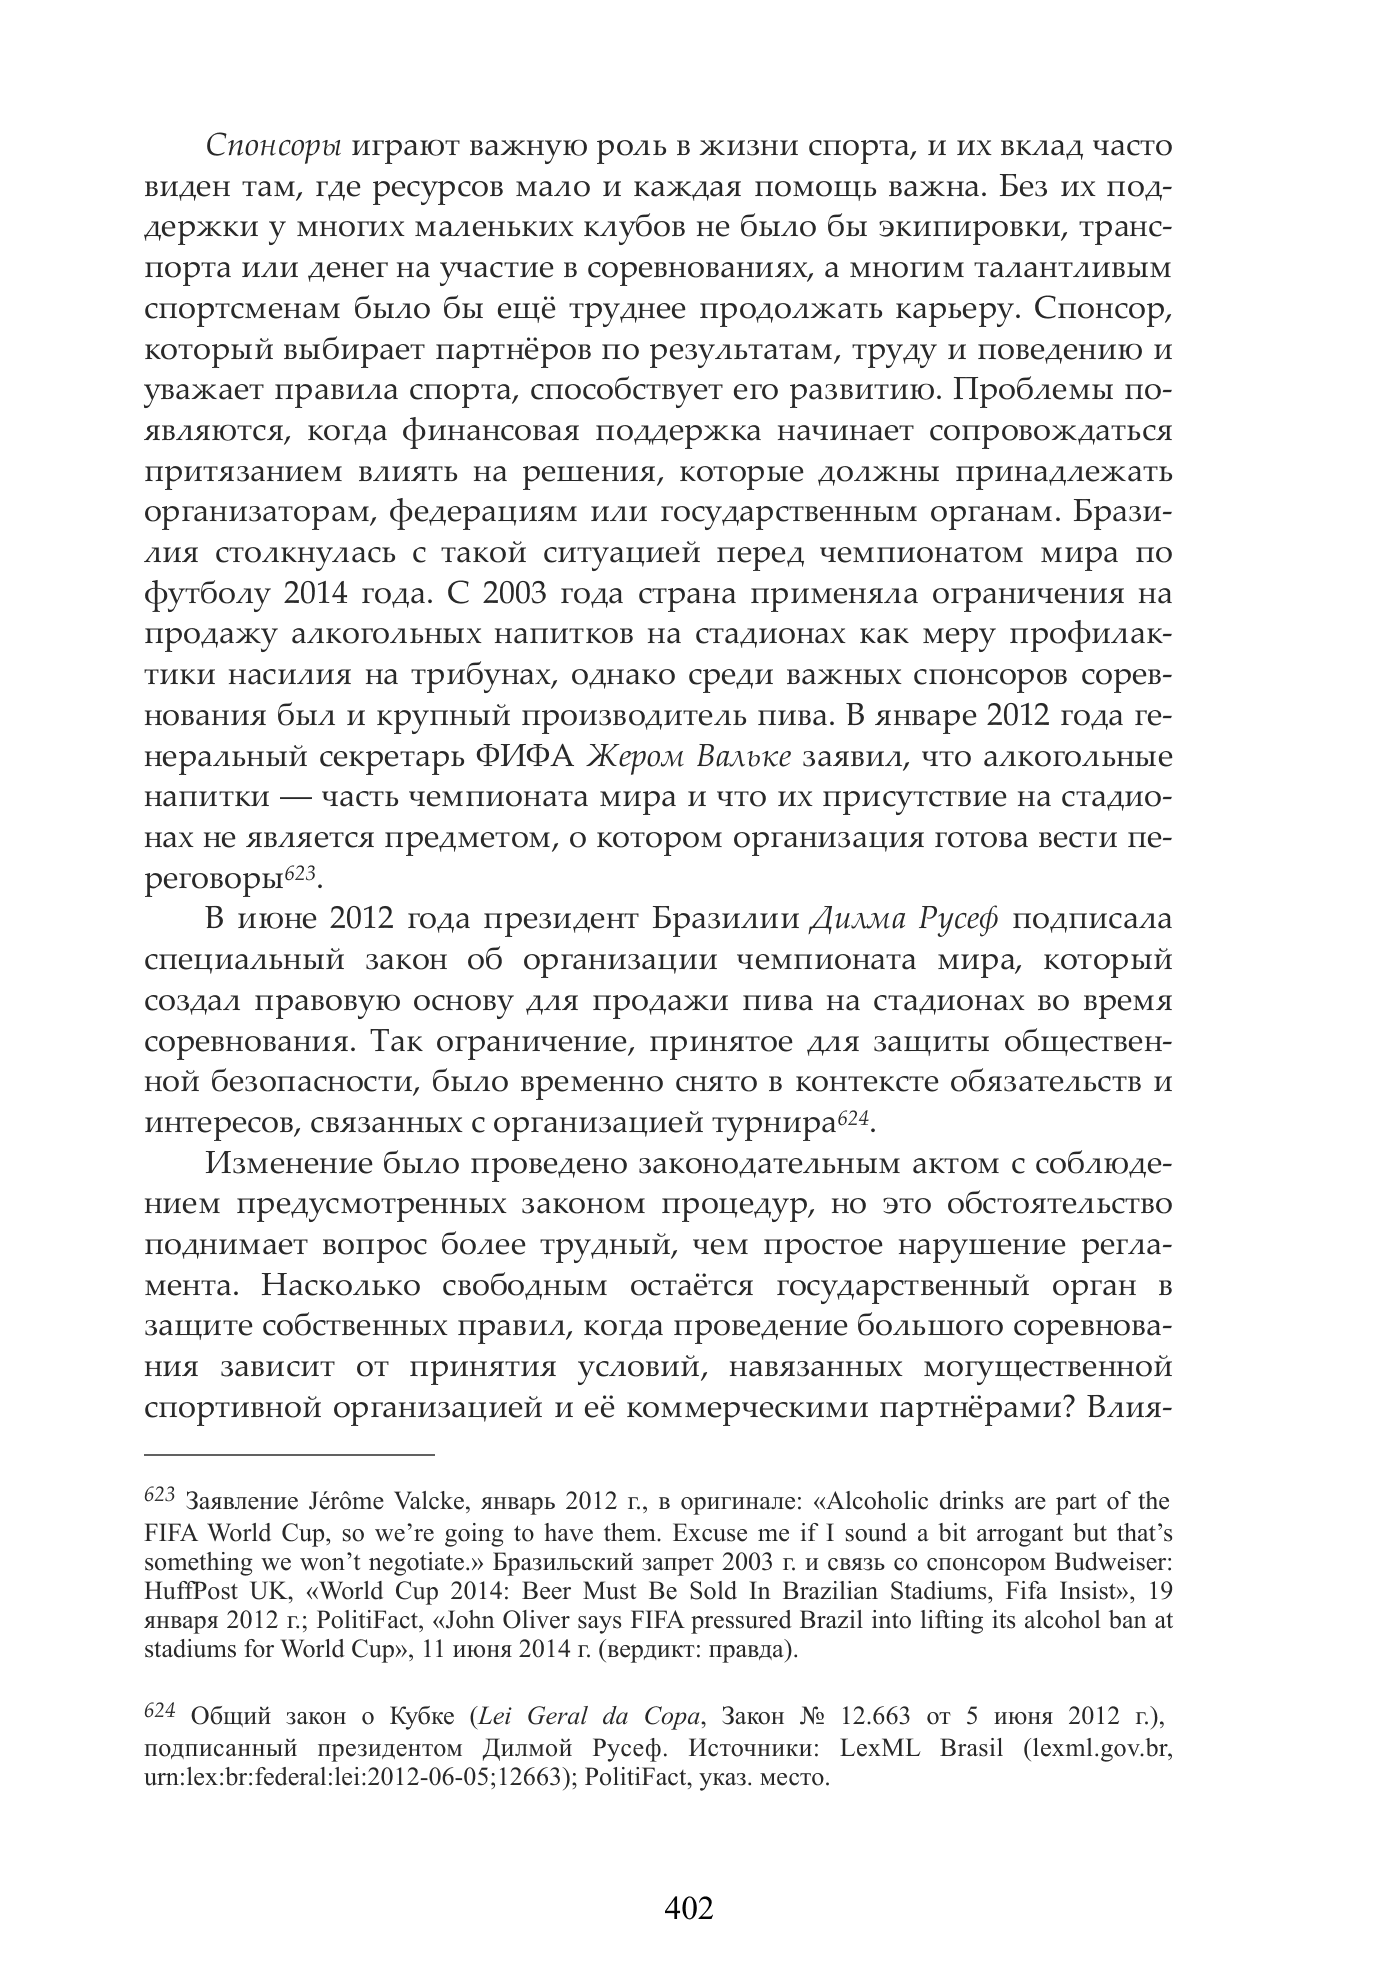 Спонсоры играют важную роль в жизни спорта, и их вклад часто
виден там, где ресурсов мало и каждая помощь важна. Без их под-
держки у многих маленьких клубов не было бы экипировки, транс-
порта или денег на участие в соревнованиях, а многим талантливым
спортсменам было бы ещё труднее продолжать карьеру. Спонсор,
который выбирает партнёров по результатам, труду и поведению и
уважает правила спорта, способствует его развитию. Проблемы по-
являются, когда финансовая поддержка начинает сопровождаться
притязанием влиять на решения, которые должны принадлежать
организаторам, федерациям или государственным органам. Брази-
лия столкнулась с такой ситуацией перед чемпионатом мира по
футболу 2014 года. С 2003 года страна применяла ограничения на
продажу алкогольных напитков на стадионах как меру профилак-
тики насилия на трибунах, однако среди важных спонсоров сорев-
нования был и крупный производитель пива. В январе 2012 года ге-
неральный секретарь ФИФА Жером Вальке заявил, что алкогольные
напитки — часть чемпионата мира и что их присутствие на стадио-
нах не является предметом, о котором организация готова вести пе-
реговоры623.
В июне 2012 года президент Бразилии Дилма Русеф подписала
специальный закон об организации чемпионата мира, который
создал правовую основу для продажи пива на стадионах во время
соревнования. Так ограничение, принятое для защиты обществен-
ной безопасности, было временно снято в контексте обязательств и
интересов, связанных с организацией турнира624.
Изменение было проведено законодательным актом с соблюде-
нием предусмотренных законом процедур, но это обстоятельство
поднимает вопрос более трудный, чем простое нарушение регла-
мента. Насколько свободным остаётся государственный орган в
защите собственных правил, когда проведение большого соревнова-
ния зависит от принятия условий, навязанных могущественной
спортивной организацией и её коммерческими партнёрами? Влия-
623 Заявление Jérôme Valcke, январь 2012 г., в оригинале: «Alcoholic drinks are part of the
FIFA World Cup, so we’re going to have them. Excuse me if I sound a bit arrogant but that’s
something we won’t negotiate.» Бразильский запрет 2003 г. и связь со спонсором Budweiser:
HuffPost UK, «World Cup 2014: Beer Must Be Sold In Brazilian Stadiums, Fifa Insist», 19
января 2012 г.; PolitiFact, «John Oliver says FIFA pressured Brazil into lifting its alcohol ban at
stadiums for World Cup», 11 июня 2014 г. (вердикт: правда).
624 Общий закон о Кубке (Lei Geral da Copa, Закон № 12.663 от 5 июня 2012 г.),
подписанный президентом Дилмой Русеф. Источники: LexML Brasil (lexml.gov.br,
urn:lex:br:federal:lei:2012-06-05;12663); PolitiFact, указ. место.
402